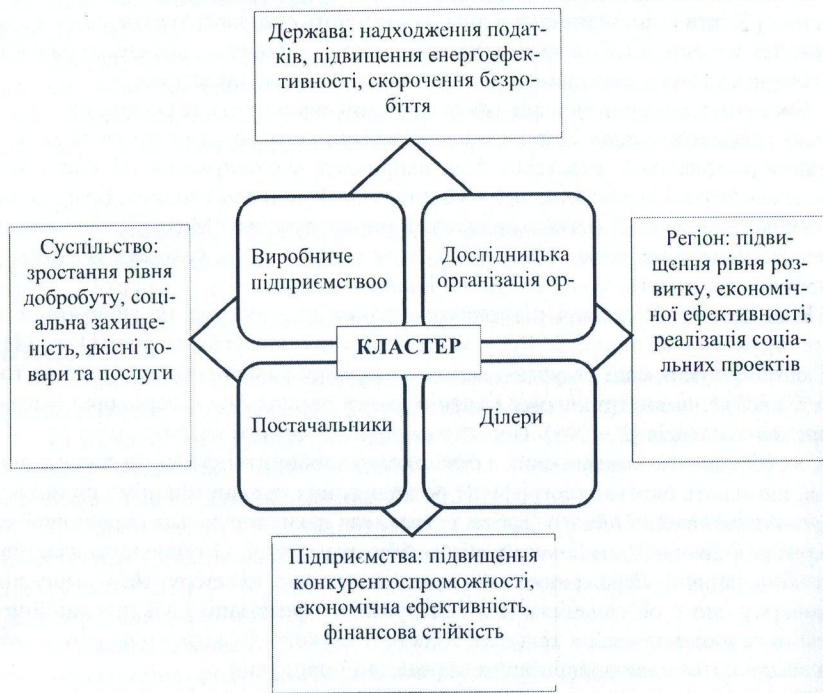 Держава: надходження подат-
ків, підвищення енергоефек-
тивності, скорочення безро-
біття
Суспільство:
зростання рівня
добробуту, соці-
альна захище-
ність, якісні то-
вари та послуги
Виробниче
підприємствоо
Дослідницька
організація ор-
КЛАСТЕР
Постачальники
Ділери
Регіон: підви-
щення рівня роз-
витку, економіч-
ної ефективності,
реалізація соці-
альних проектів
Підприємства: підвищення
конкурентоспроможності,
економічна ефективність,
фінансова стійкість